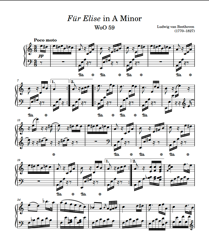 Für Elise in A Minor
WoO 59
Ludwig van Beethoven
(1770–1827)
Poco moto